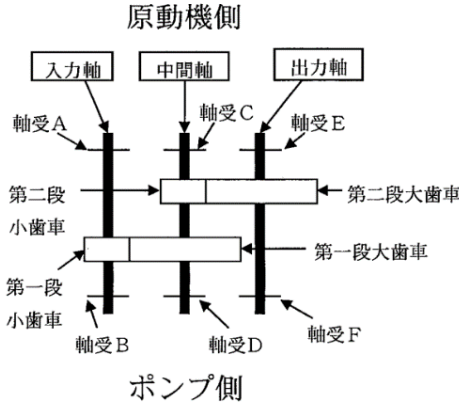 原動機側
入力軸
中間軸
出力軸
軸受A
軸受C
軸受E
第二段
小歯車
第二段大歯車
第一段大歯車
第一段
小歯車
軸受B
軸受D
軸受F
ポンプ側